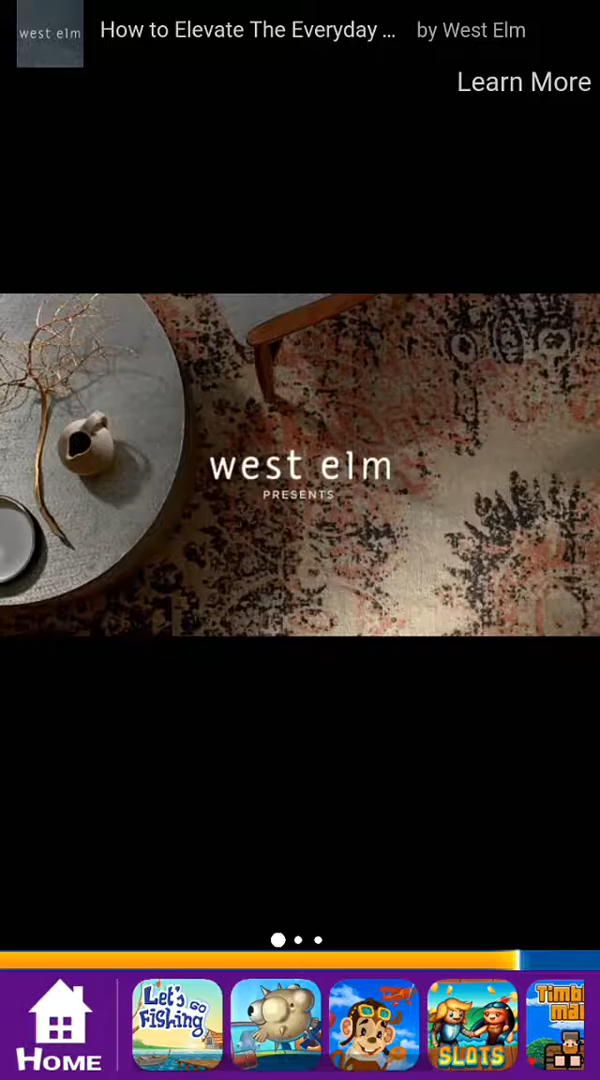 west elm
How to Elevate The Everyday ...
by West Elm
Learn More
west elm
PRESENTS
HOME
Let's GO
Fishing
SLOTS